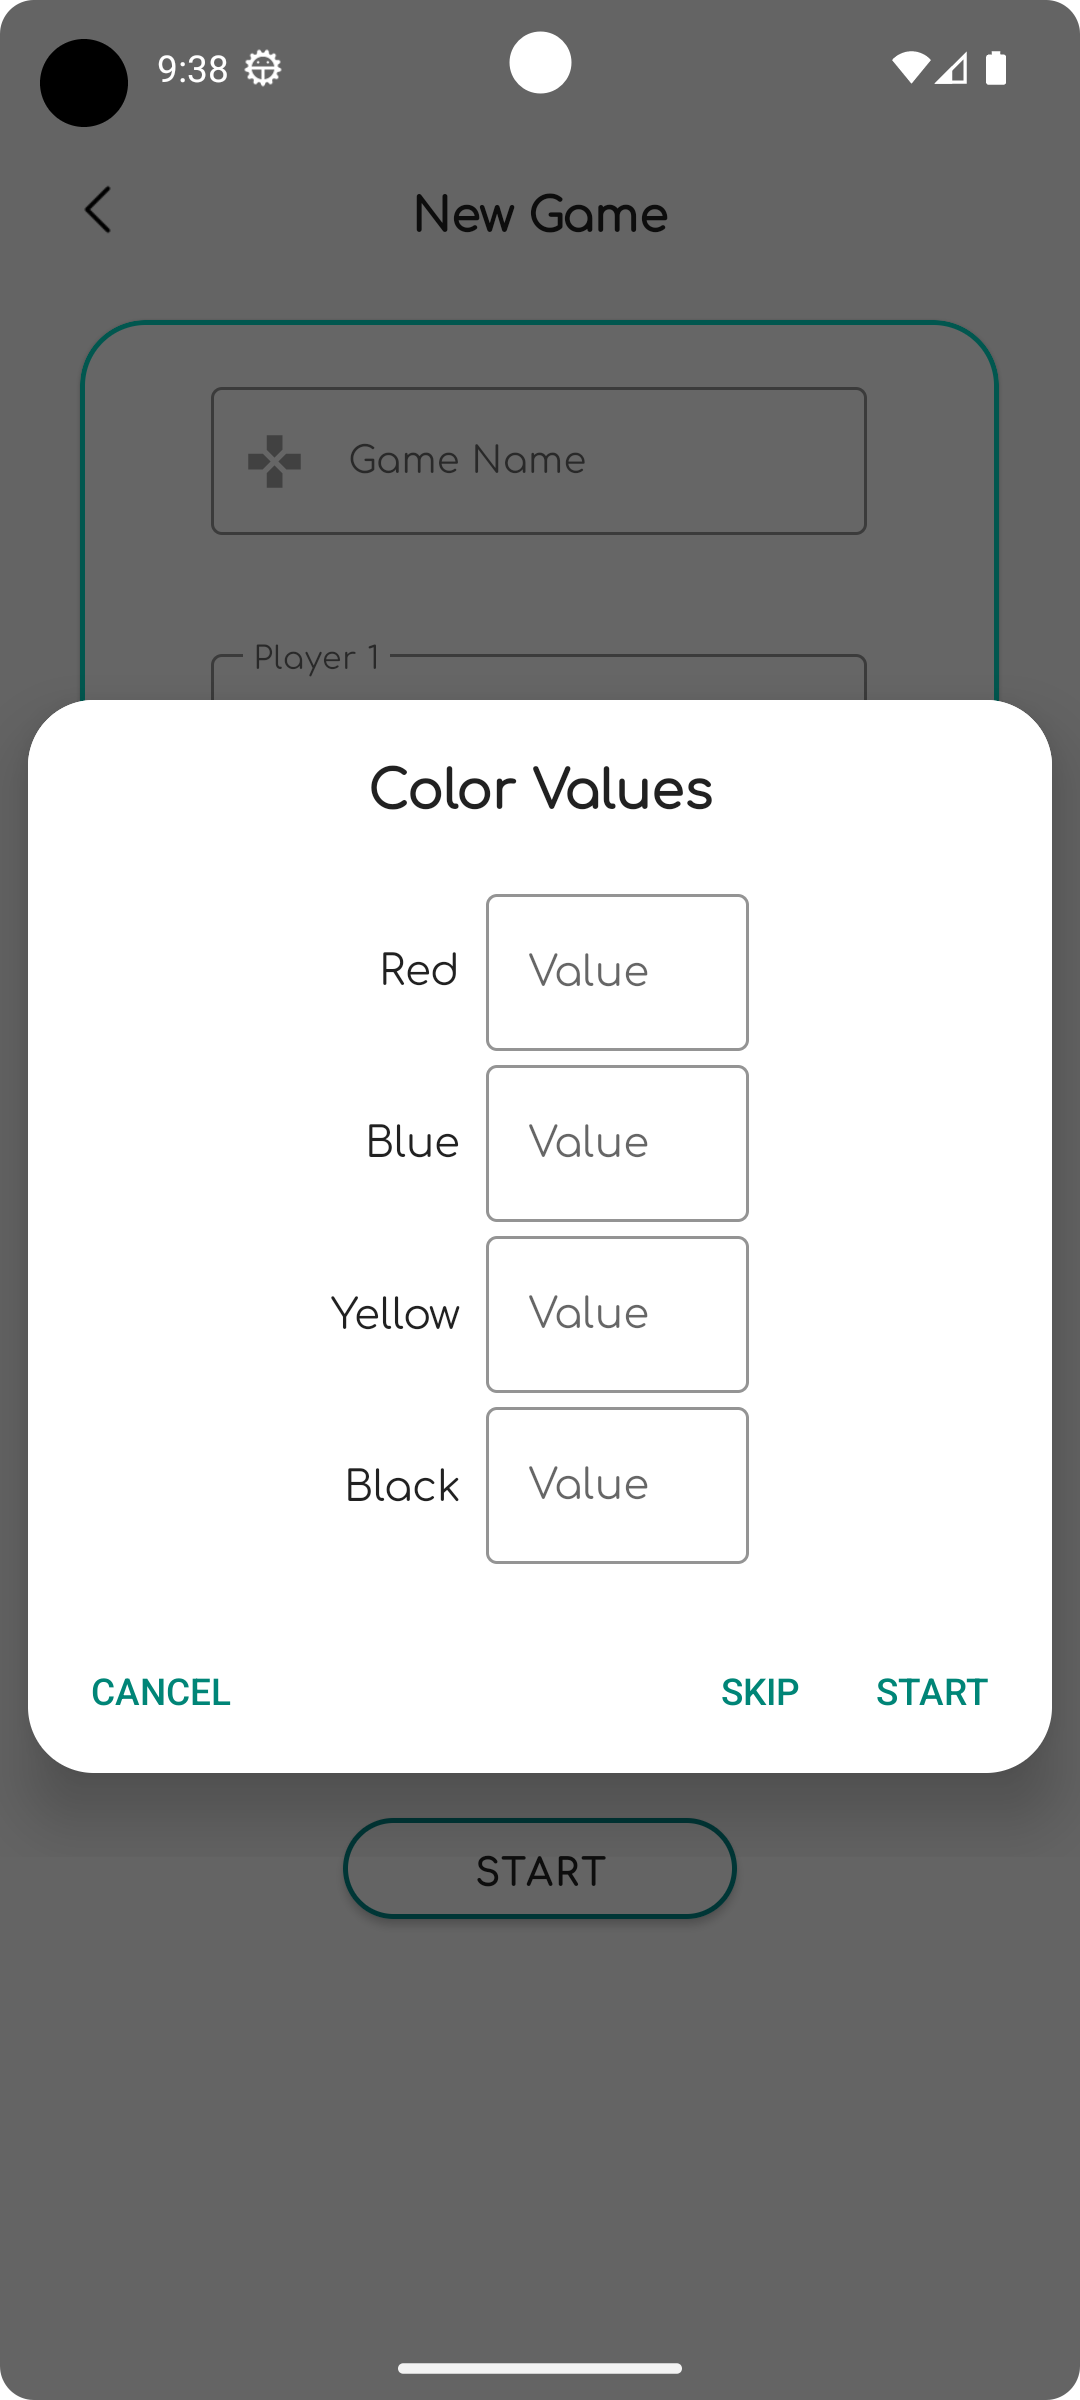 9:38
New Game
Game Name
Player 1
Color Values
Red Value
Blue Value
Yellow Value
Black Value
CANCEL SKIP START
START